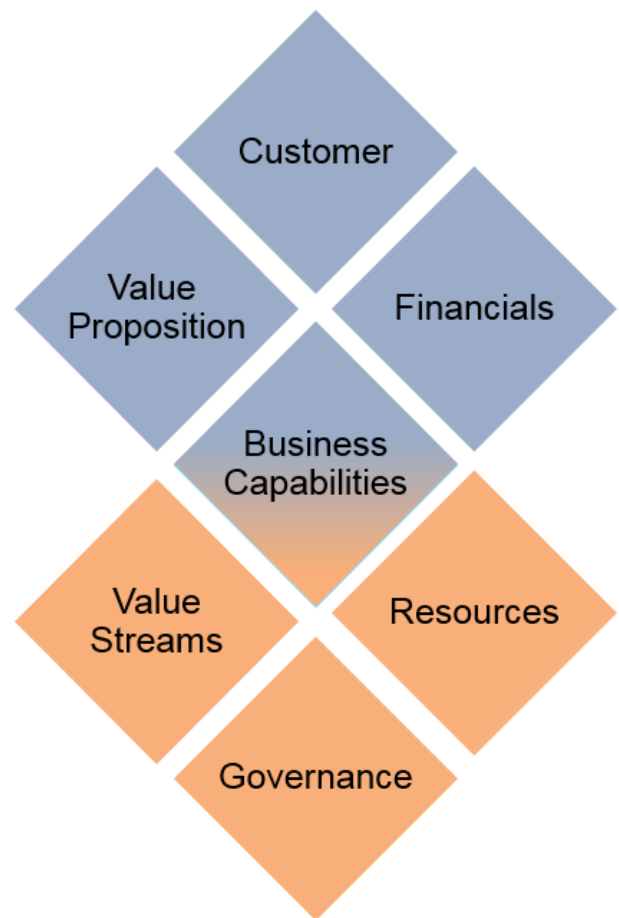 Customer
Value
Proposition
Financials
Business
Capabilities
Value
Streams
Resources
Governance